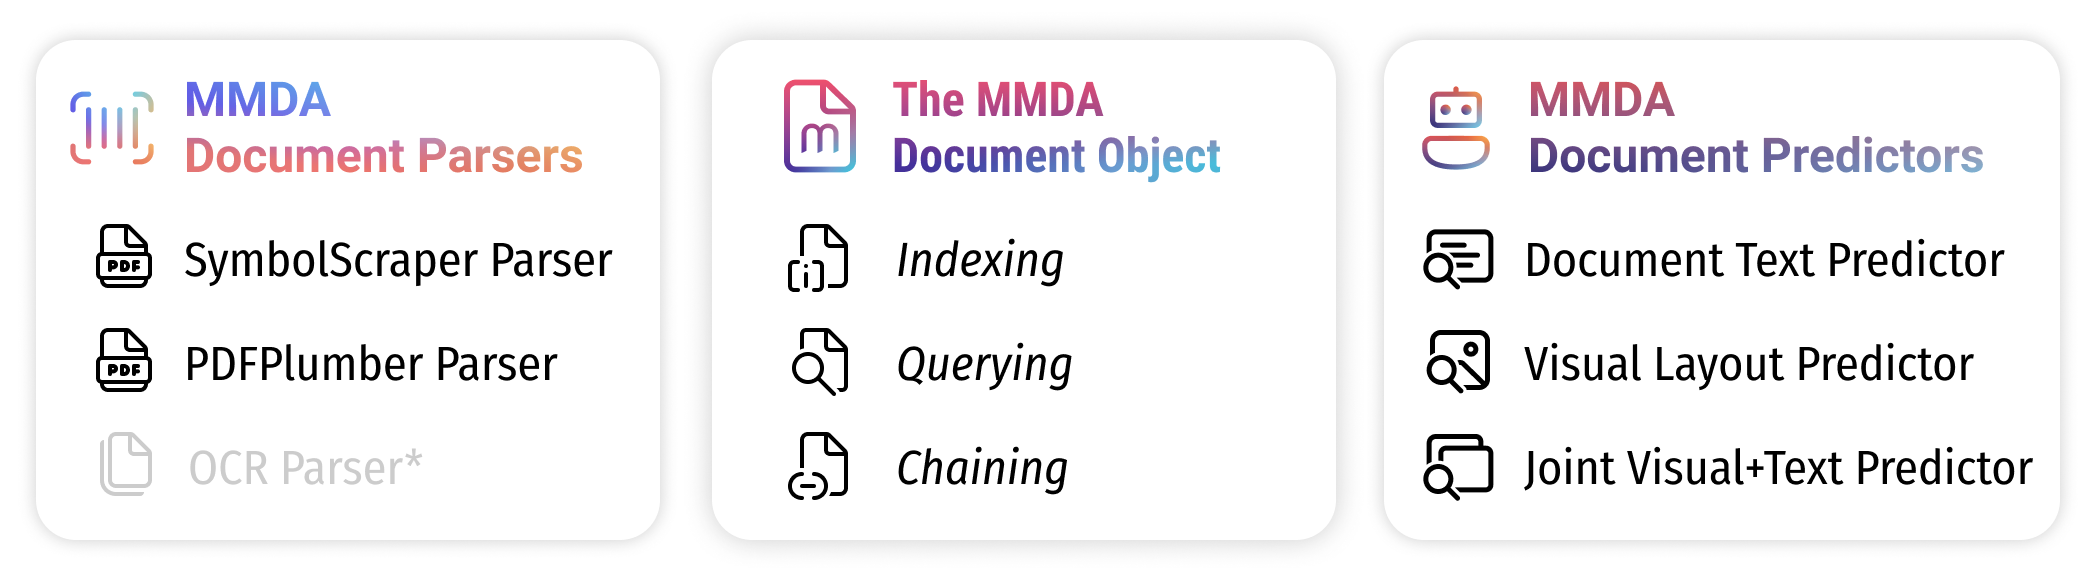 MMDA
Document Parsers
SymbolScraper Parser
PDF
PDFPlumber Parser
PDF
OCR Parser*
The MMDA
Document Object
m
Indexing
[i]
Querying
Chaining
MMDA
Document Predictors
Document Text Predictor
Visual Layout Predictor
Joint Visual+Text Predictor